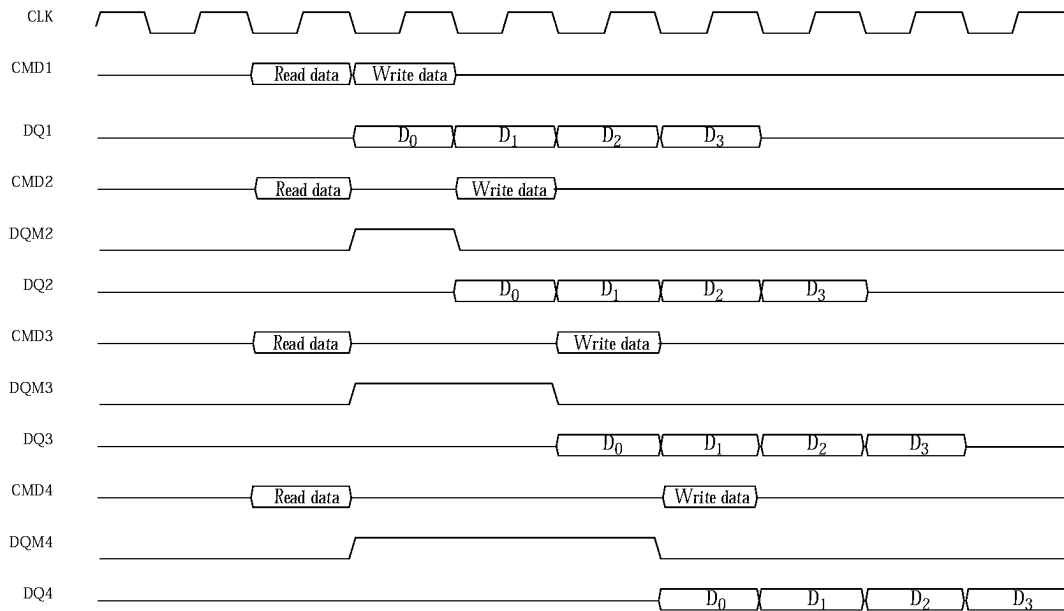 CLK
CMD1 Read data Write data
DQ1 D0 D1 D2 D3
CMD2 Read data Write data
DQM2
DQ2 D0 D1 D2 D3
CMD3 Read data Write data
DQM3
DQ3 D0 D1 D2 D3
CMD4 Read data Write data
DQM4
DQ4 D0 D1 D2 D3